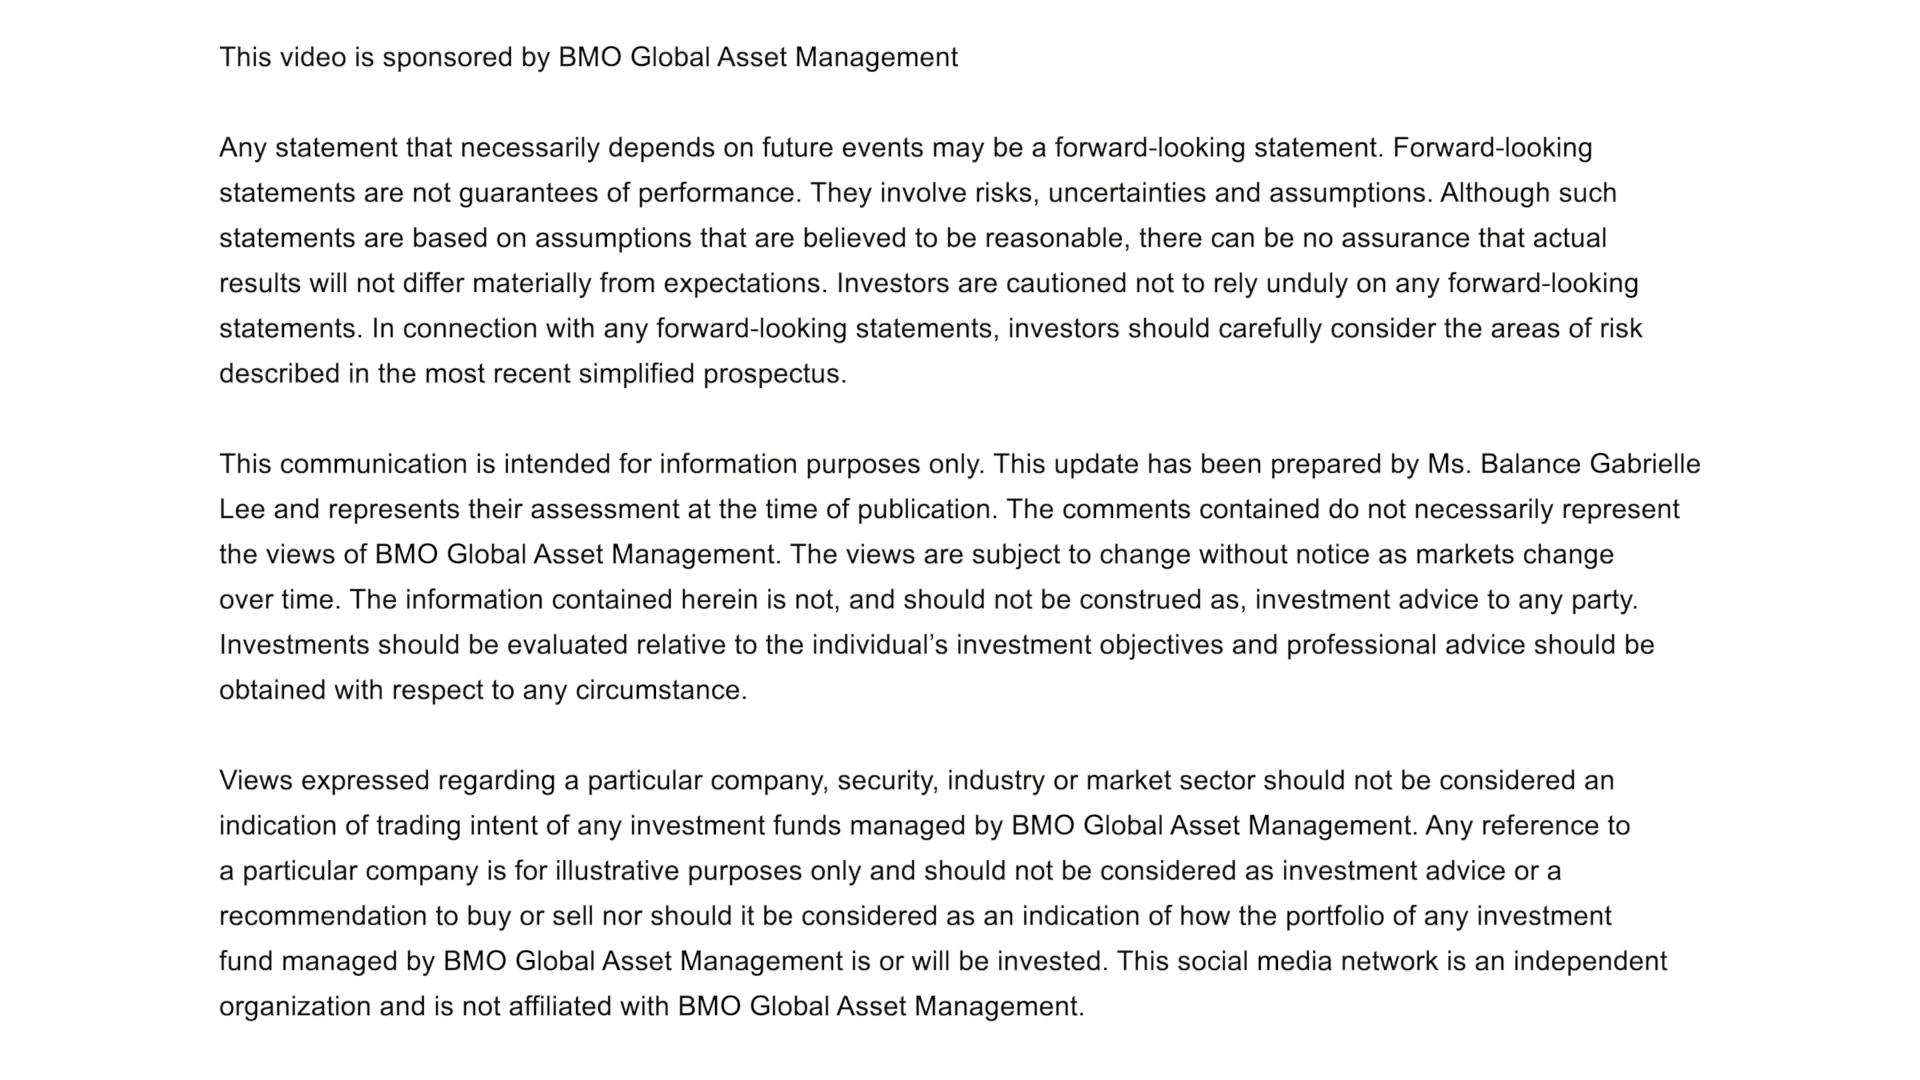 This video is sponsored by BMO Global Asset Management
Any statement that necessarily depends on future events may be a forward-looking statement. Forward-looking
statements are not guarantees of performance. They involve risks, uncertainties and assumptions. Although such
statements are based on assumptions that are believed to be reasonable, there can be no assurance that actual
results will not differ materially from expectations. Investors are cautioned not to rely unduly on any forward-looking
statements. In connection with any forward-looking statements, investors should carefully consider the areas of risk
described in the most recent simplified prospectus.
This communication is intended for information purposes only. This update has been prepared by Ms. Balance Gabrielle
Lee and represents their assessment at the time of publication. The comments contained do not necessarily represent
the views of BMO Global Asset Management. The views are subject to change without notice as markets change
over time. The information contained herein is not, and should not be construed as, investment advice to any party.
Investments should be evaluated relative to the individual’s investment objectives and professional advice should be
obtained with respect to any circumstance.
Views expressed regarding a particular company, security, industry or market sector should not be considered an
indication of trading intent of any investment funds managed by BMO Global Asset Management. Any reference to
a particular company is for illustrative purposes only and should not be considered as investment advice or a
recommendation to buy or sell nor should it be considered as an indication of how the portfolio of any investment
fund managed by BMO Global Asset Management is or will be invested. This social media network is an independent
organization and is not affiliated with BMO Global Asset Management.